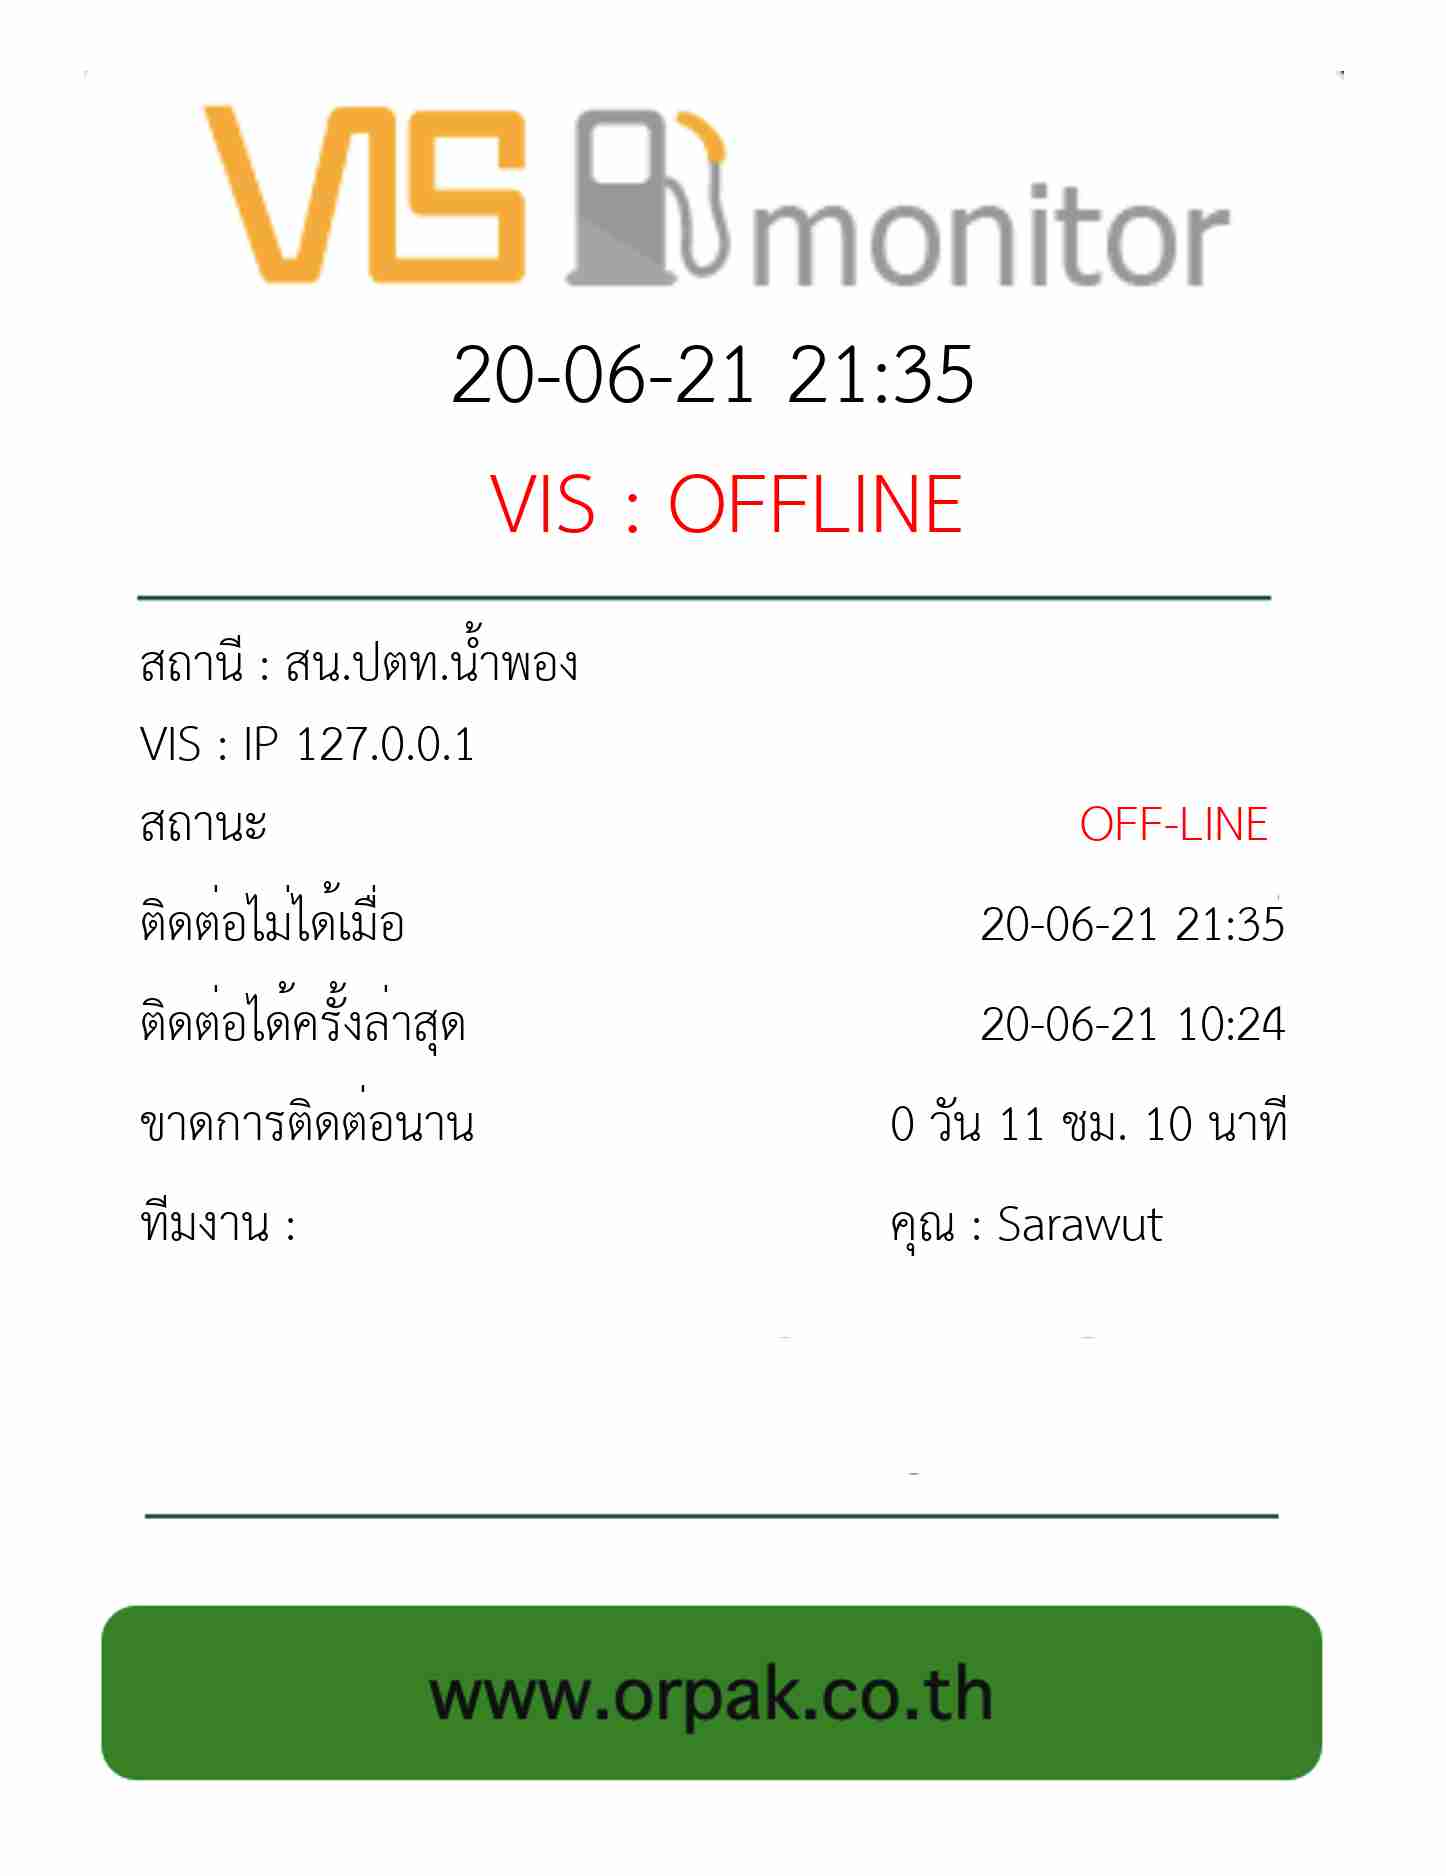 VIS monitor
20-06-21 21:35
VIS : OFFLINE
สถานี : สน.ปตท.น้ำพอง
VIS : IP 127.0.0.1
สถานะ OFF-LINE
ติดต่อไม่ได้เมื่อ 20-06-21 21:35
ติดต่อได้ครั้งล่าสุด 20-06-21 10:24
ขาดการติดต่อนาน 0 วัน 11 ชม. 10 นาที
ทีมงาน : คุณ : Sarawut
www.orpak.co.th